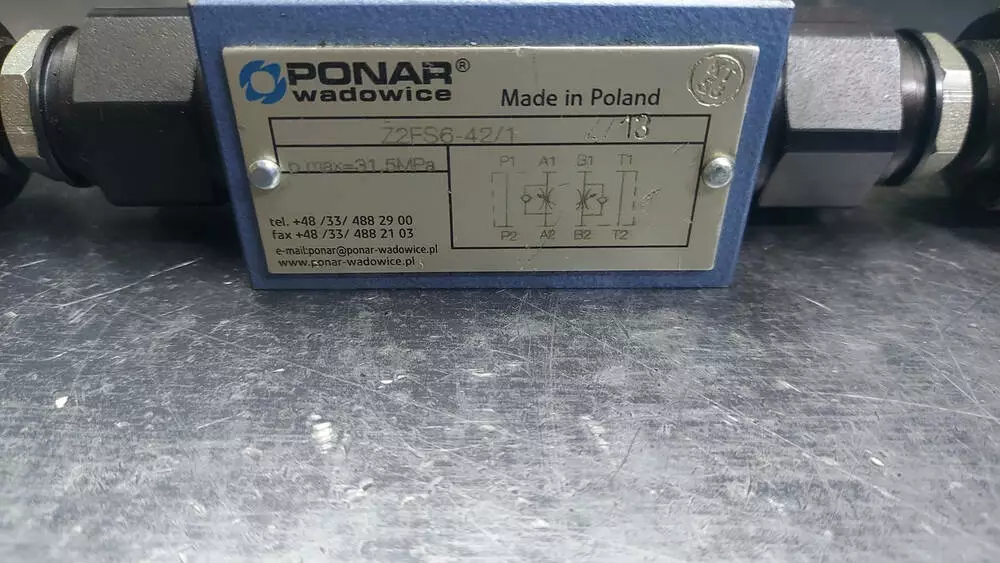 PONAR®
wadowice
Made in Poland
Z2FS6-42/1
/13
p max=31,5MPa
P1 A1 B1 T1
P2 A2 B2 T2
tel. +48 /33/ 488 29 00
fax +48 /33/ 488 21 03
e-mail:ponar@ponar-wadowice.pl
www.ponar-wadowice.pl